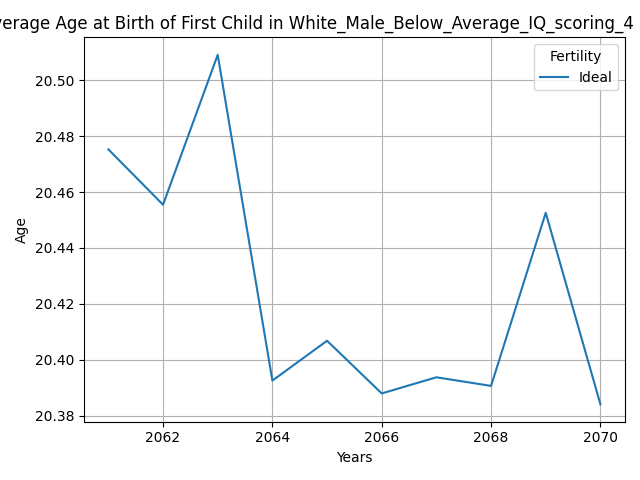 verage Age at Birth of First Child in White_Male_Below_Average_IQ_scoring_4
Fertility
Ideal
20.50
20.48
20.46
20.44
20.42
20.40
20.38
Age
2062 2064 2066 2068 2070
Years